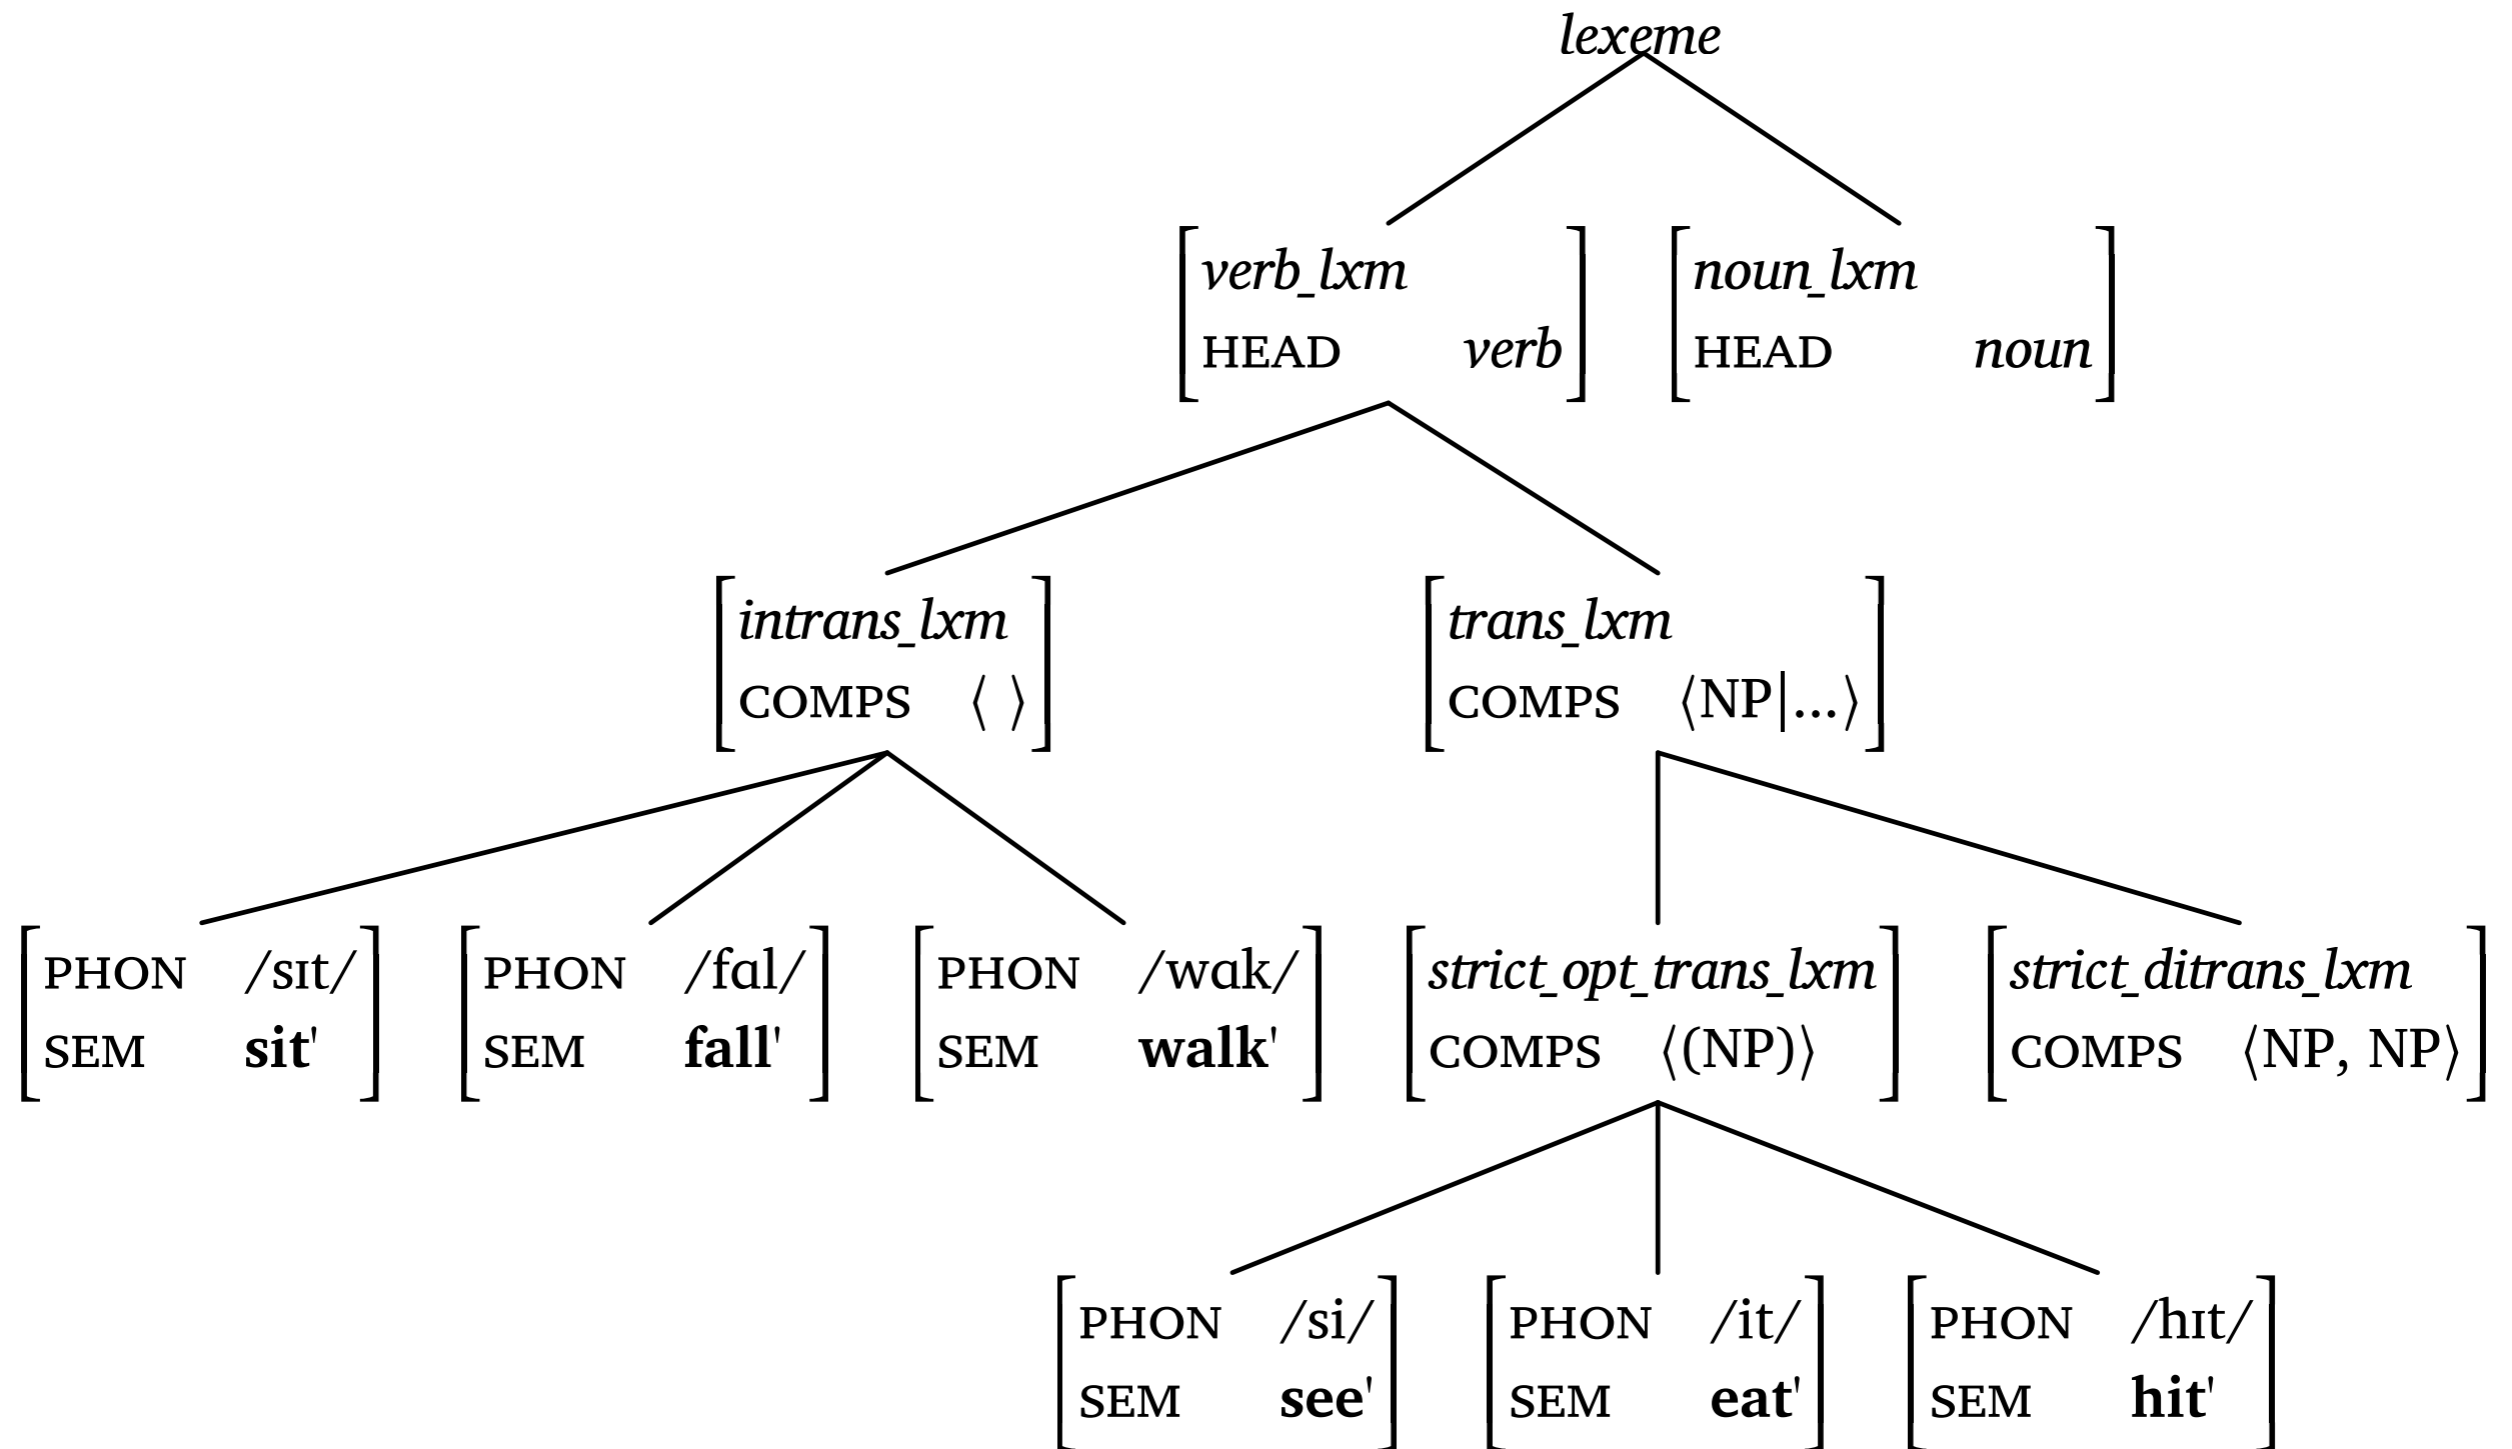 lexeme
verb_lxm noun_lxm
HEAD verb HEAD noun
intrans_lxm trans_lxm
COMPS ⟨ ⟩ COMPS ⟨NP|...⟩
PHON /sɪt/ PHON /fɑl/ PHON /wɑk/ strict_opt_trans_lxm strict_ditrans_lxm
SEM sit' SEM fall' SEM walk' COMPS ⟨(NP)⟩ COMPS ⟨NP, NP⟩
PHON /si/ PHON /it/ PHON /hɪt/
SEM see' SEM eat' SEM hit'